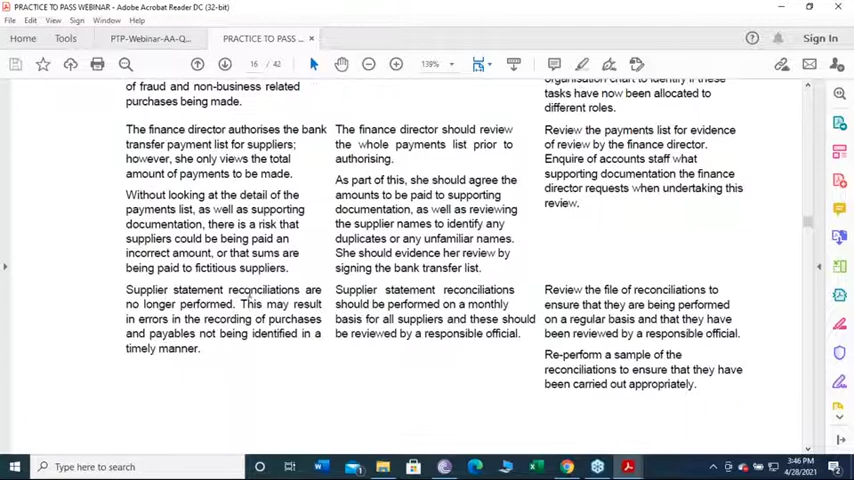 PRACTICE TO PASS WEBINAR - Adobe Acrobat Reader DC (32-bit)
File Edit View Sign Window Help
Home Tools PTP-Webinar-AA-Q... PRACTICE TO PASS ... × Sign In
16 / 42 139%
of fraud and non-business related
purchases being made.
organisation chart to identify if these
tasks have now been allocated to
different roles.
The finance director authorises the bank
transfer payment list for suppliers;
however, she only views the total
amount of payments to be made.
Without looking at the detail of the
payments list, as well as supporting
documentation, there is a risk that
suppliers could be being paid an
incorrect amount, or that sums are
being paid to fictitious suppliers.
The finance director should review
the whole payments list prior to
authorising.
As part of this, she should agree the
amounts to be paid to supporting
documentation, as well as reviewing
the supplier names to identify any
duplicates or any unfamiliar names.
She should evidence her review by
signing the bank transfer list.
Review the payments list for evidence
of review by the finance director.
Enquire of accounts staff what
supporting documentation the finance
director requests when undertaking this
review.
Supplier statement reconciliations are
no longer performed. This may result
in errors in the recording of purchases
and payables not being identified in a
timely manner.
Supplier statement reconciliations
should be performed on a monthly
basis for all suppliers and these should
be reviewed by a responsible official.
Review the file of reconciliations to
ensure that they are being performed
on a regular basis and that they have
been reviewed by a responsible official.
Re-perform a sample of the
reconciliations to ensure that they have
been carried out appropriately.
Type here to search
3:46 PM
4/28/2021